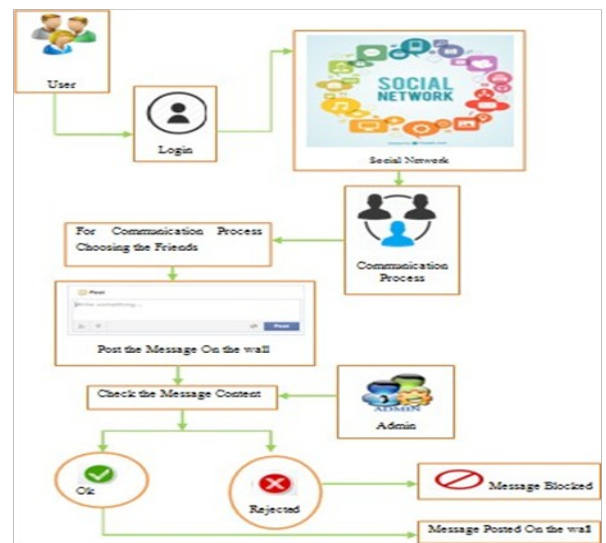 User
Login
SOCIAL
NETWORK
Social Network
For Communication Process
Choosing the Friends
Communication
Process
Post
Write something...
Post
Post the Message On the wall
Check the Message Content
ADMIN
Admin
Ok
Rejected
Message Blocked
Message Posted On the wall